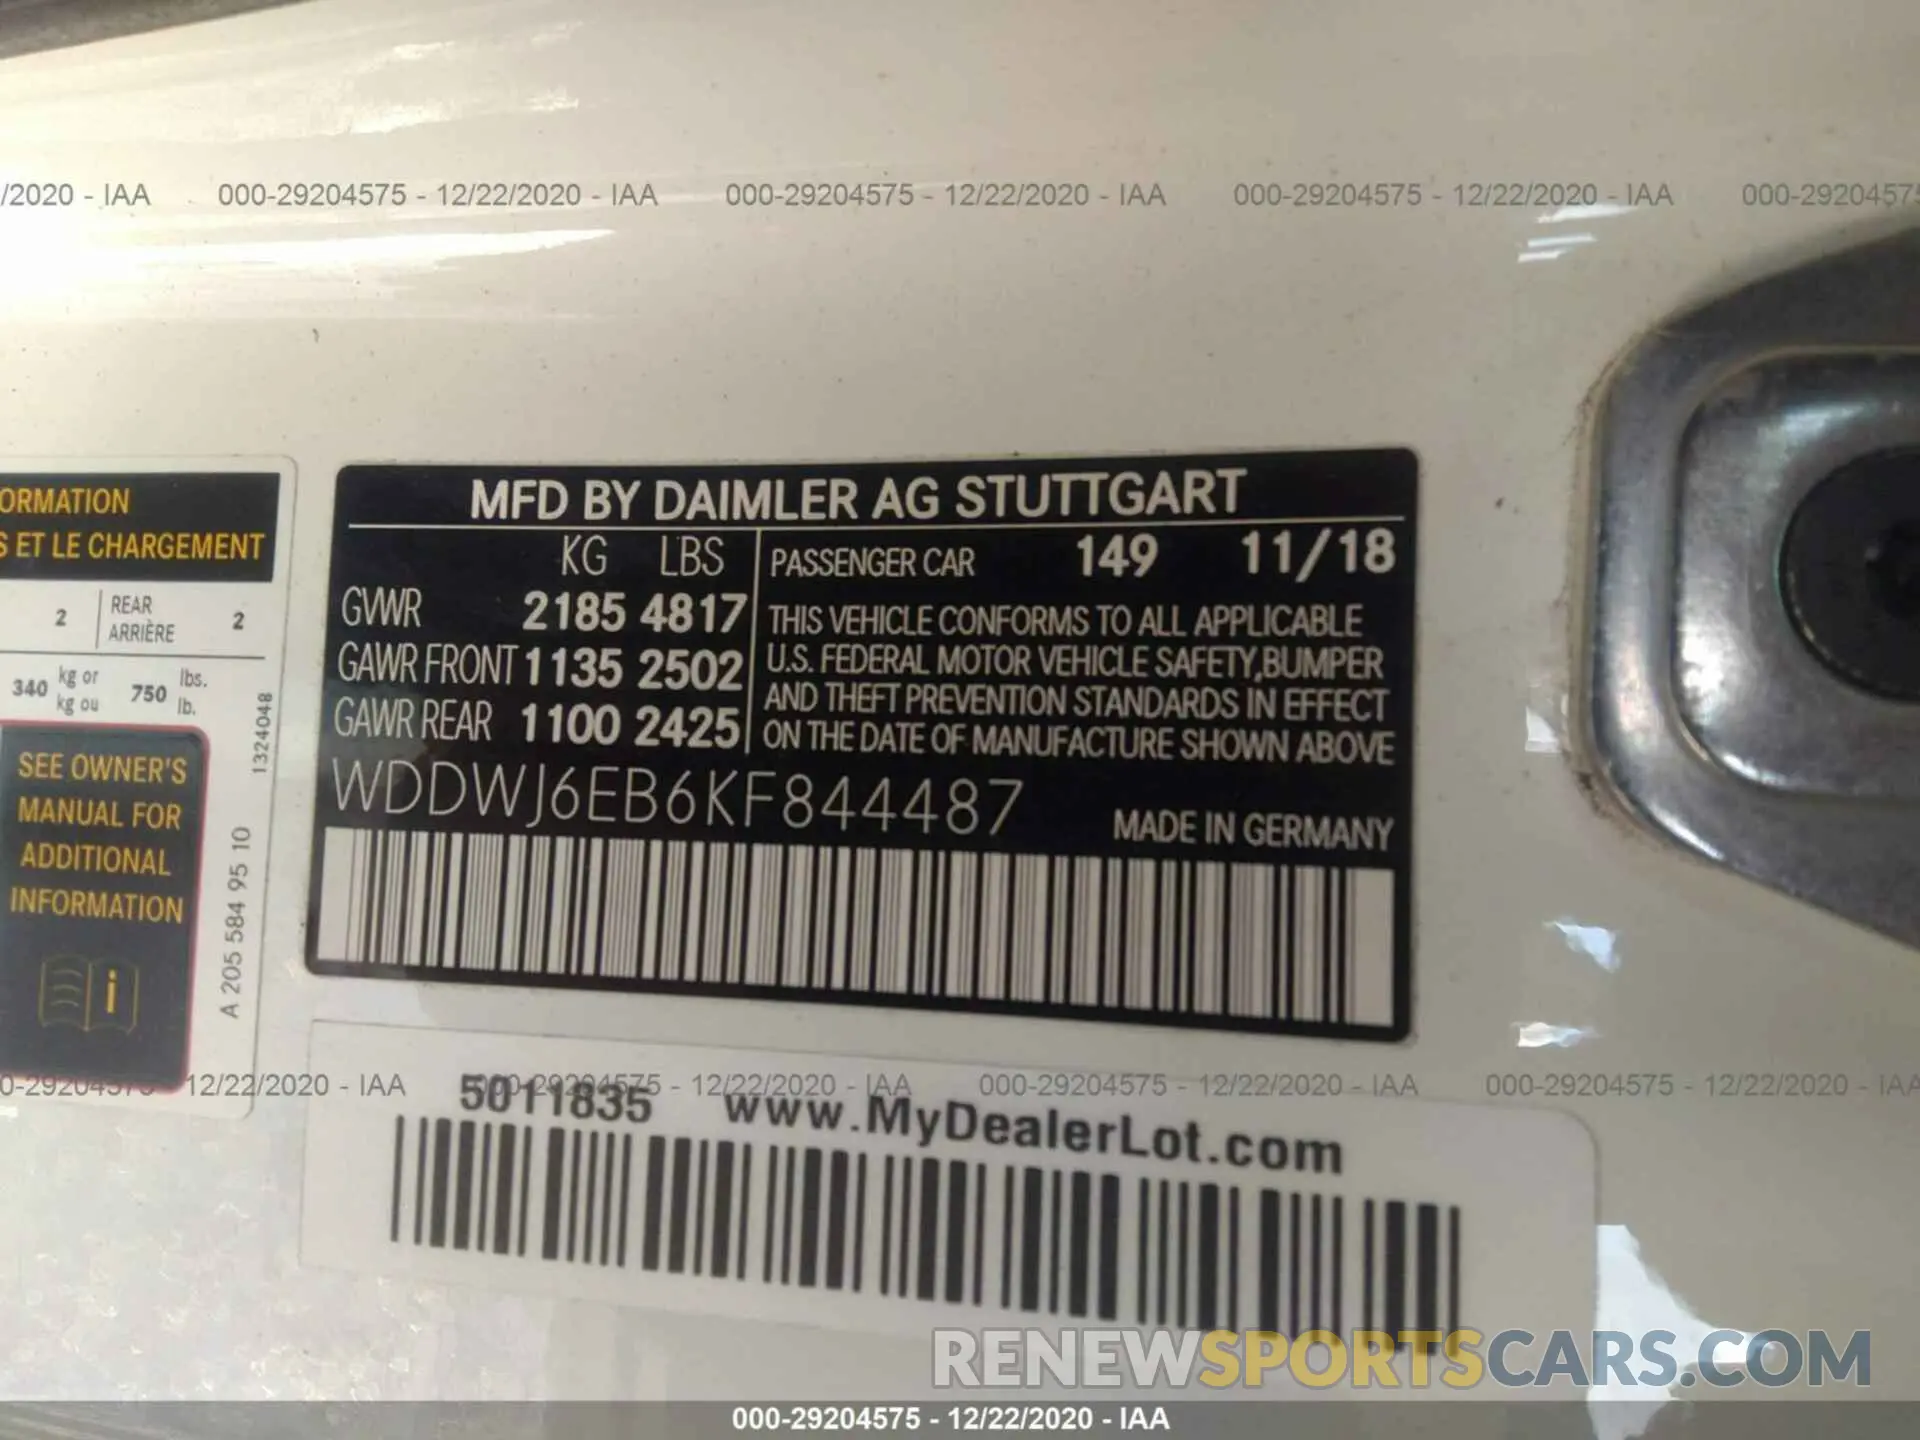 /2020 - IAA 000-29204575 - 12/22/2020 - IAA 000-29204575 - 12/22/2020 - IAA 000-29204575 - 12/22/2020 - IAA 000-29204575
ORMATION
S ET LE CHARGEMENT
2 REAR ARRIÈRE 2
340 kg or kg ou 750 lbs. lb.
SEE OWNER'S
MANUAL FOR
ADDITIONAL
INFORMATION
i
1324048
A 205 584 95 10
MFD BY DAIMLER AG STUTTGART
KG LBS
GVWR 2185 4817
GAWR FRONT 1135 2502
GAWR REAR 1100 2425
PASSENGER CAR 149 11/18
THIS VEHICLE CONFORMS TO ALL APPLICABLE
U.S. FEDERAL MOTOR VEHICLE SAFETY,BUMPER
AND THEFT PREVENTION STANDARDS IN EFFECT
ON THE DATE OF MANUFACTURE SHOWN ABOVE
WDDWJ6EB6KF844487
MADE IN GERMANY
0-29204575 - 12/22/2020 - IAA 000-29204575 - 12/22/2020 - IAA 000-29204575 - 12/22/2020 - IAA 000-29204575 - 12/22/2020 - IAA
5011835 www.MyDealerLot.com
RENEWSPORTSCARS.COM
000-29204575 - 12/22/2020 - IAA